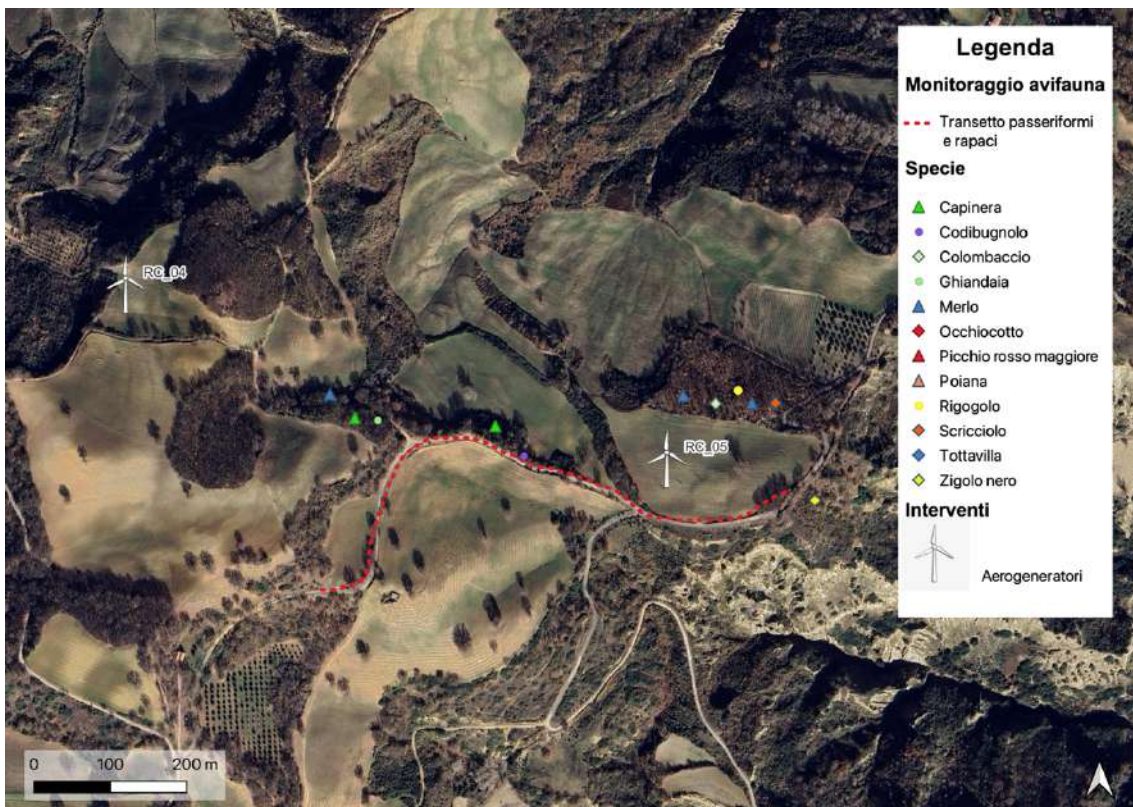 Legenda
Monitoraggio avifauna
Transetto passeriformi
e rapaci
Specie
Capinera
Codibugnolo
Colombaccio
Ghiandaia
Merlo
Occhiocotto
Picchio rosso maggiore
Poiana
Rigogolo
Scricciolo
Tottavilla
Zigolo nero
Interventi
Aerogeneratori
RC_04
RC_05
0 100 200 m